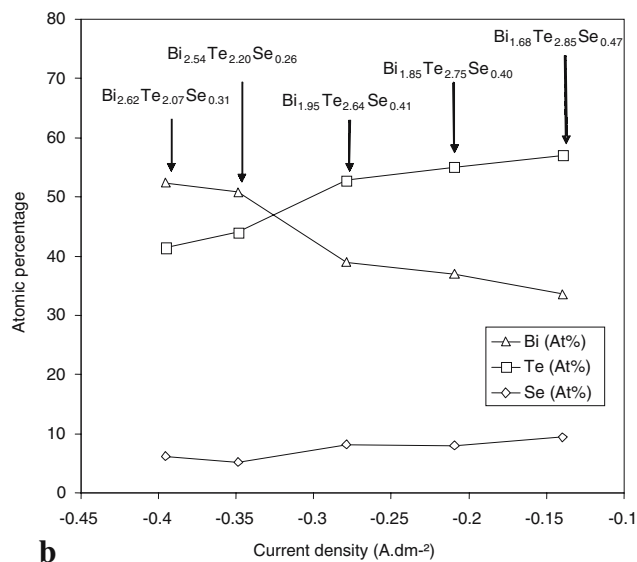 80
70
60
50
40
30
20
10
0
Atomic percentage
Bi2.54Te2.20Se0.26
Bi1.68Te2.85Se0.47
Bi1.85Te2.75Se0.40
Bi2.62Te2.07Se0.31
Bi1.95Te2.64Se0.41
Bi (At%)
Te (At%)
Se (At%)
-0.45 -0.4 -0.35 -0.3 -0.25 -0.2 -0.15 -0.1
b Current density (A.dm-²)